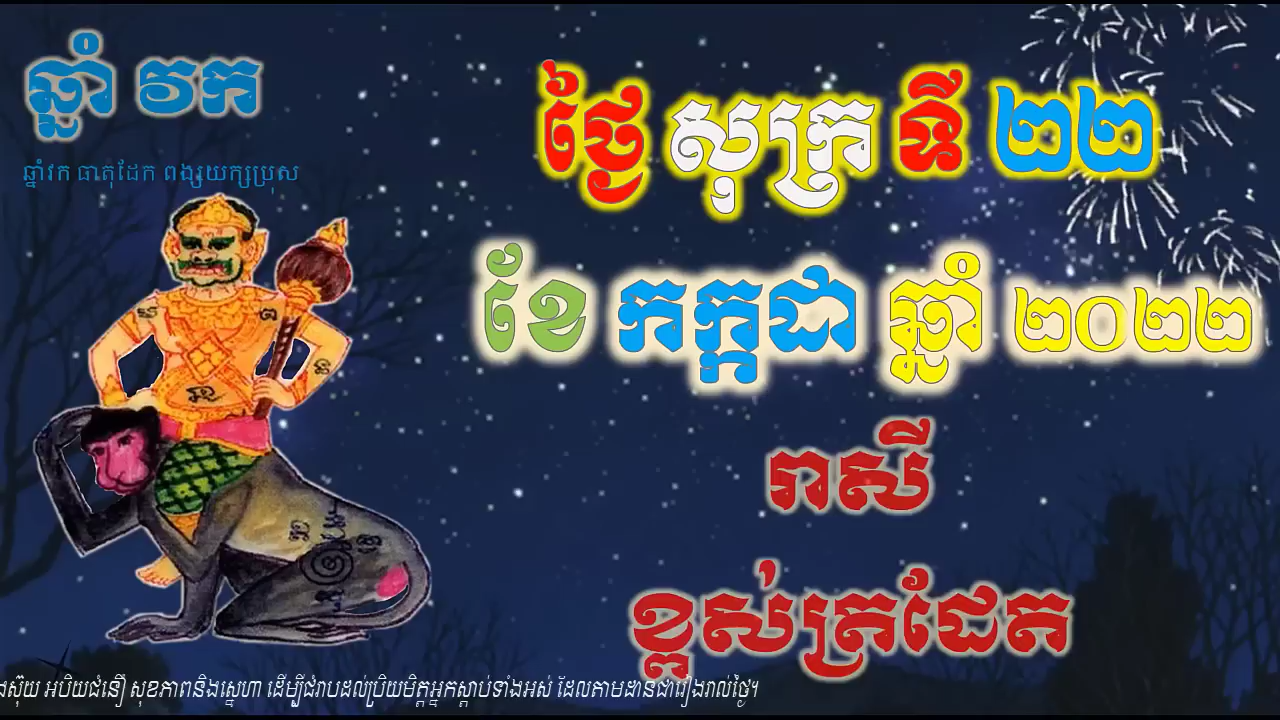 ឆ្នាំ វក
ឆ្នាំវក ធាតុដែក ពង្សយក្សប្រុស
ថ្ងៃ សុក្រ ទី ២២
ខែ កក្កដា ឆ្នាំ ២០២២
រាសី
ខ្ពស់ត្រដែត
អបិយជំនឿ សុខភាពនិងស្នេហា ដើម្បីជំរាបដល់ប្រិយមិត្តអ្នកស្តាប់ទាំងអស់ ដែលតាមដានជារៀងរាល់ថ្ងៃ។